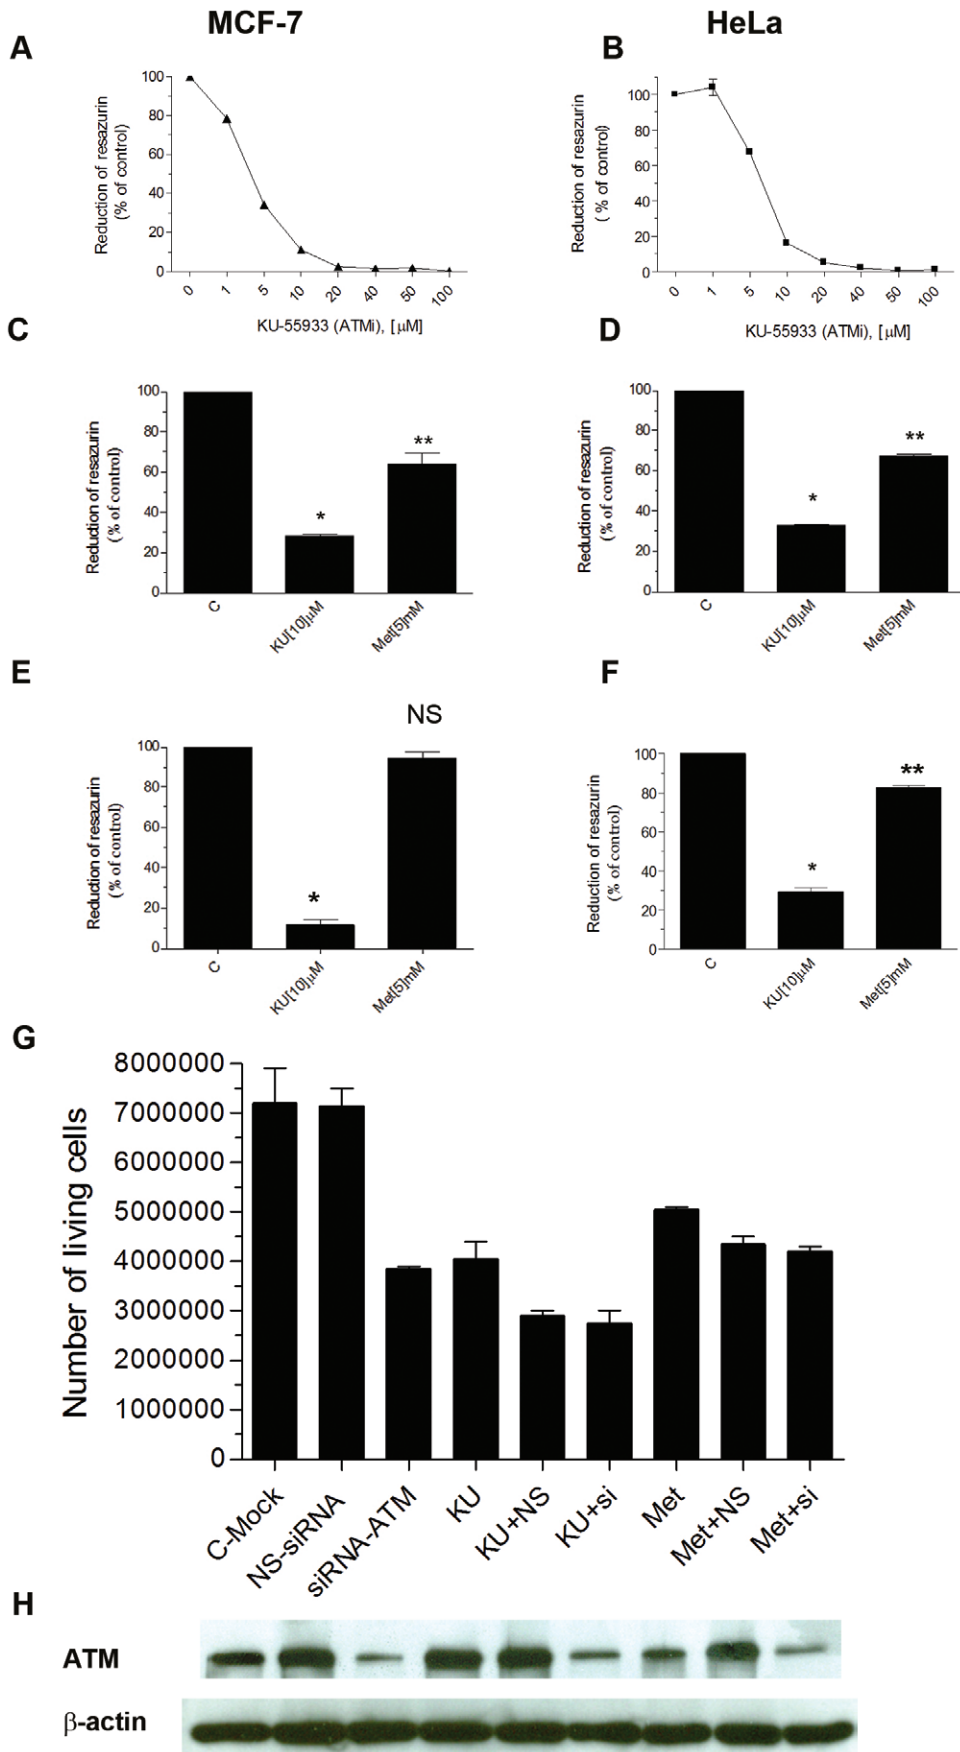 MCF-7
HeLa
A
B
Reduction of resazurin
(% of control)
100
80
60
40
20
0
0
1
5
10
20
40
50
100
KU-55933 (ATMi), [µM]
Reduction of resazurin
( % of control)
100
80
60
40
20
0
0
1
5
10
20
40
50
100
KU-55933 (ATMi), [µM]
C
D
Reduction of resazurin
(% of control)
100
80
60
40
20
0
*
**
C
KU[10]µM
Met[5]mM
Reduction of resazurin
(% of control)
100
80
60
40
20
0
*
**
C
KU[10]µM
Met[5]mM
E
F
NS
Reduction of resazurin
(% of control)
100
80
60
40
20
0
*
C
KU[10]µM
Met[5]mM
Reduction of resazurin
(% of control)
100
80
60
40
20
0
*
**
C
KU[10]µM
Met[5]mM
G
Number of living cells
8000000
7000000
6000000
5000000
4000000
3000000
2000000
1000000
0
C-Mock
NS-siRNA
siRNA-ATM
KU
KU+NS
KU+si
Met
Met+NS
Met+si
H
ATM
β-actin